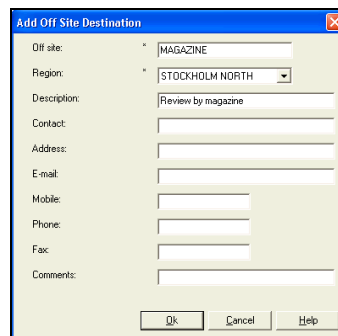 Add Off Site Destination
Off site: * MAGAZINE
Region: * STOCKHOLM NORTH
Description: Review by magazine
Contact:
Address:
E-mail:
Mobile:
Phone:
Fax:
Comments:
Ok Cancel Help